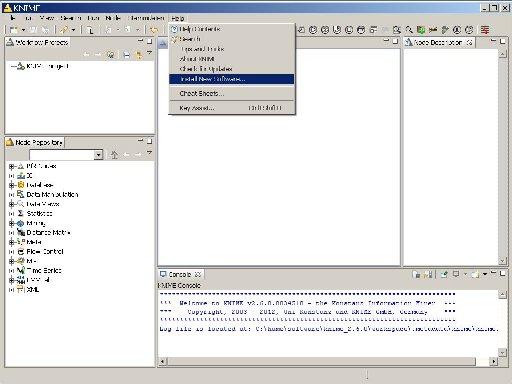 KNIME
File
Edit
View
Search
Run
Node
Help
Workflow Projects
Help Contents
Search
Tips and Tricks
About KNIME
Check for Updates
Install New Software...
Cheat Sheets...
Key Assist...
Ctrl+Shift+L
Node Description
Node Repository
IO
Database
Data Manipulation
Data Views
Statistics
Mining
Distance Matrix
Meta
Flow Control
Time Series
XML
Console
KNIME Console
*** Welcome to KNIME v2.6.0.0034510 - the Konstanz Information Miner ***
*** Copyright, 2003 - 2012, Uni Konstanz and KNIME GmbH, Germany ***
Log file is located at: C:\home\software\knime_2.6.0\workspace\.metadata\knime\knime.